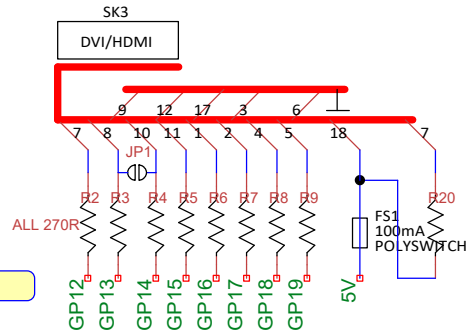 SK3
DVI/HDMI
9 12 17 3 6
7 8 10 11 1 2 4 5 18 7
JP1
R2 R3 R4 R5 R6 R7 R8 R9 R20
ALL 270R
FS1
100mA
POLYSWITCH
GP12 GP13 GP14 GP15 GP16 GP17 GP18 GP19 5V